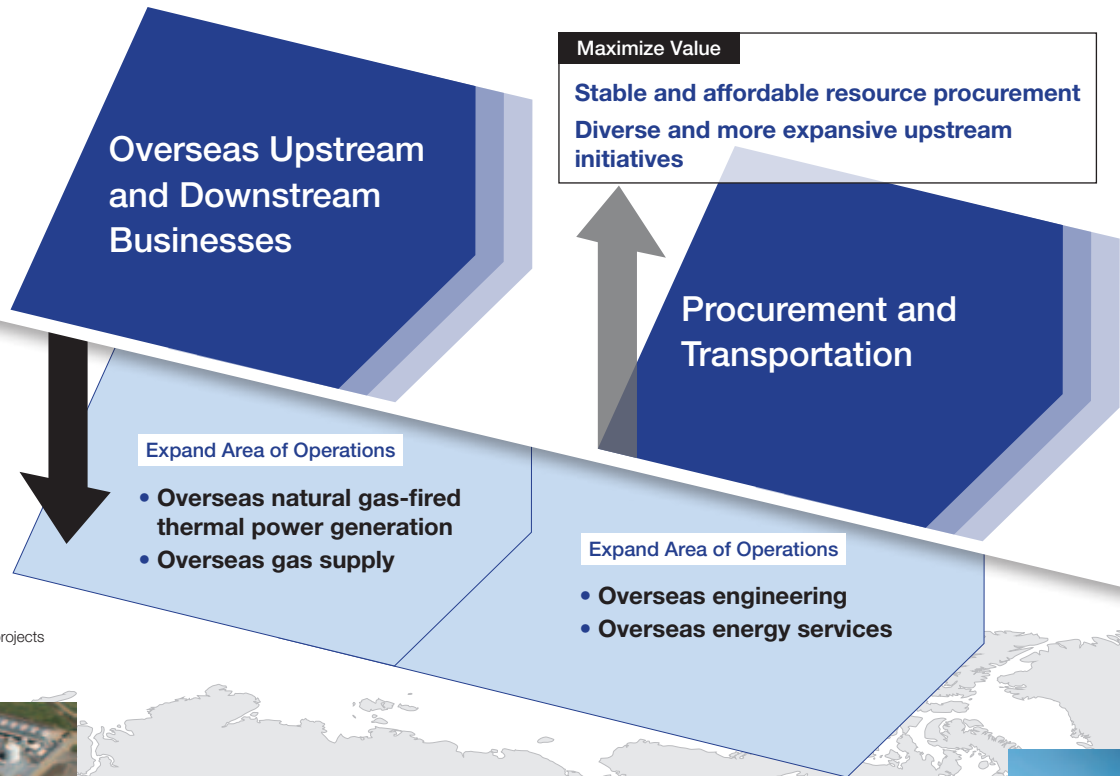 Overseas Upstream
and Downstream
Businesses
Maximize Value
Stable and affordable resource procurement
Diverse and more expansive upstream
initiatives
Procurement and
Transportation
Expand Area of Operations
• Overseas natural gas-fired
thermal power generation
• Overseas gas supply
Expand Area of Operations
• Overseas engineering
• Overseas energy services